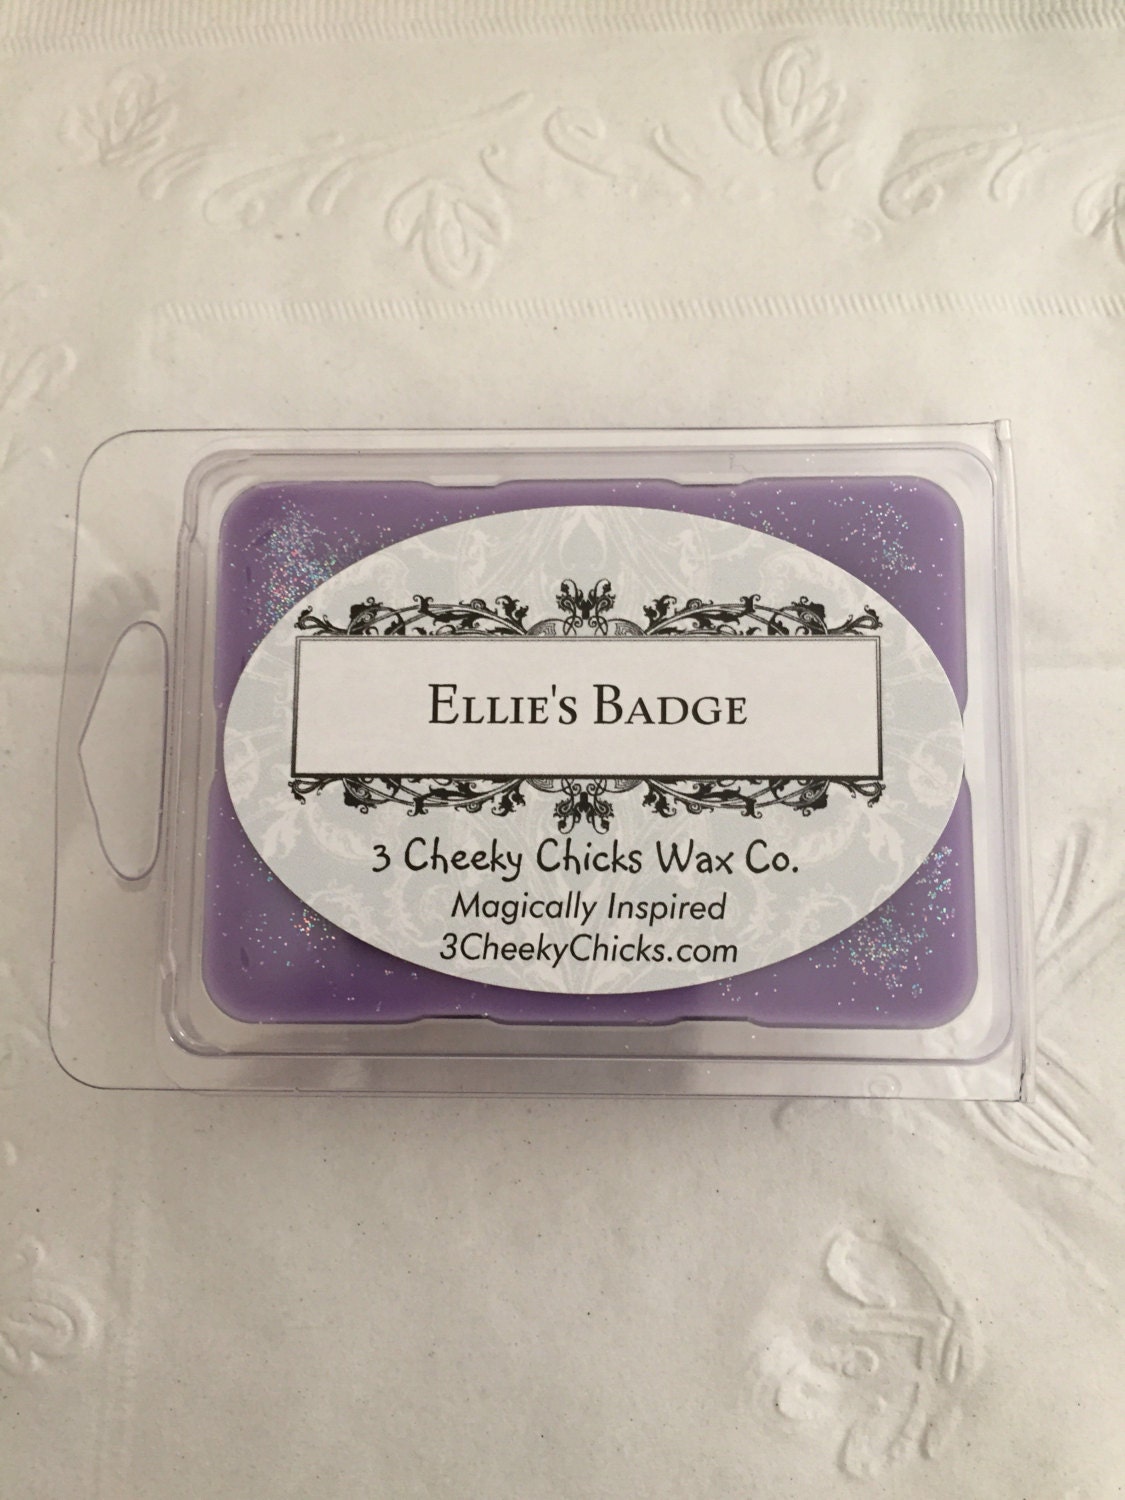 Ellie's Badge
3 Cheeky Chicks Wax Co.
Magically Inspired
3CheekyChicks.com